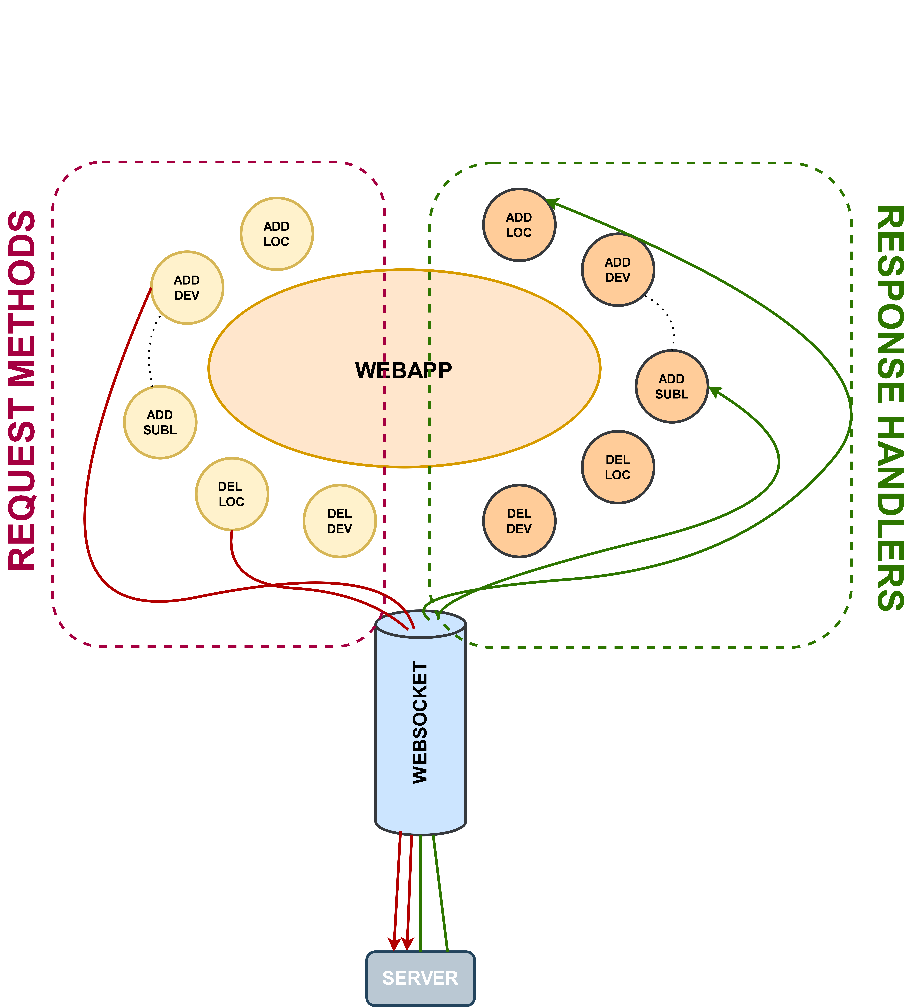 REQUEST METHODS
ADD
LOC
ADD
DEV
ADD
SUBL
DEL
LOC
DEL
DEV
WEBAPP
ADD
LOC
ADD
DEV
ADD
SUBL
DEL
LOC
DEL
DEV
RESPONSE HANDLERS
WEBSOCKET
SERVER